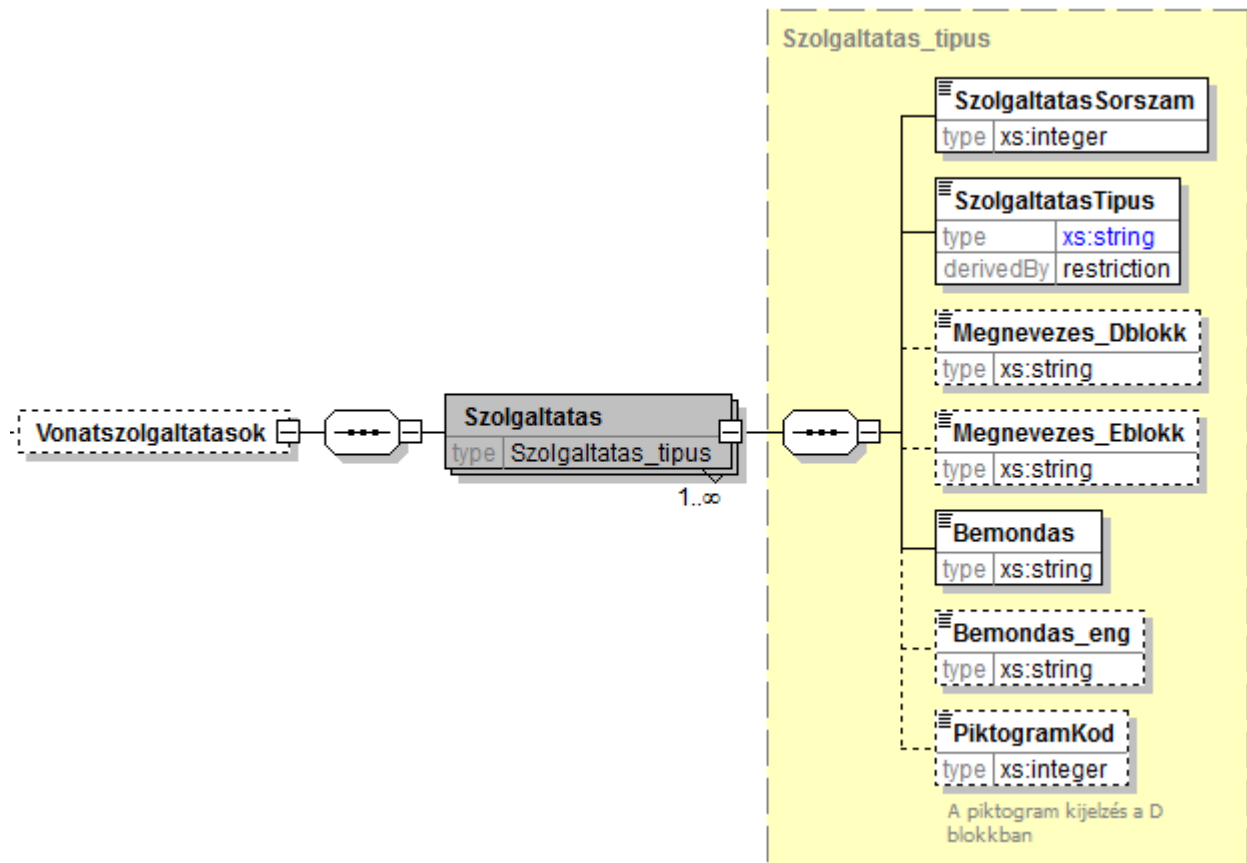 Szolgaltatas_tipus
SzolgaltatasSorszam
type xs:integer
SzolgaltatasTipus
type xs:string
derivedBy restriction
Megnevezes_Dblokk
type xs:string
Vonatszolgaltatasok
Szolgaltatas
type Szolgaltatas_tipus
1..∞
Megnevezes_Eblokk
type xs:string
Bemondas
type xs:string
Bemondas_eng
type xs:string
PiktogramKod
type xs:integer
A piktogram kijelzés a D
blokkban